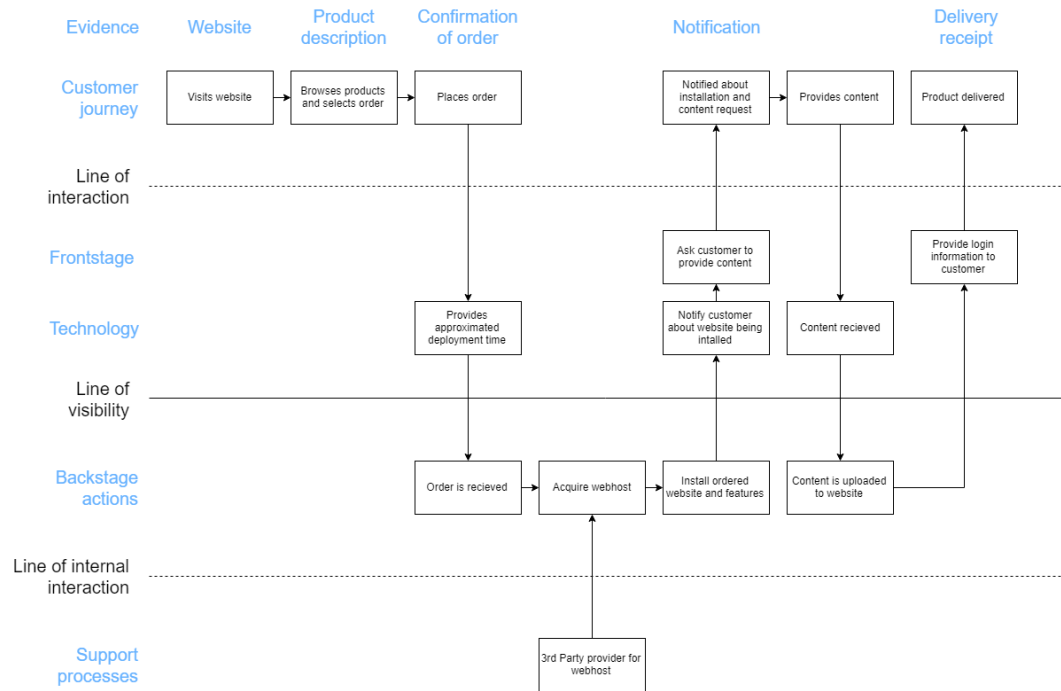 Evidence
Website
Product
description
Confirmation
of order
Notification
Delivery
receipt
Customer
journey
Visits website
Browses products
and selects order
Places order
Notified about
installation and
content request
Provides content
Product delivered
Line of
interaction
Frontstage
Ask customer to
provide content
Provide login
information to
customer
Technology
Provides
approximated
deployment time
Notify customer
about website being
intalled
Content recieved
Line of
visibility
Backstage
actions
Order is recieved
Acquire webhost
Install ordered
website and features
Content is uploaded
to website
Line of internal
interaction
Support
processes
3rd Party provider for
webhost